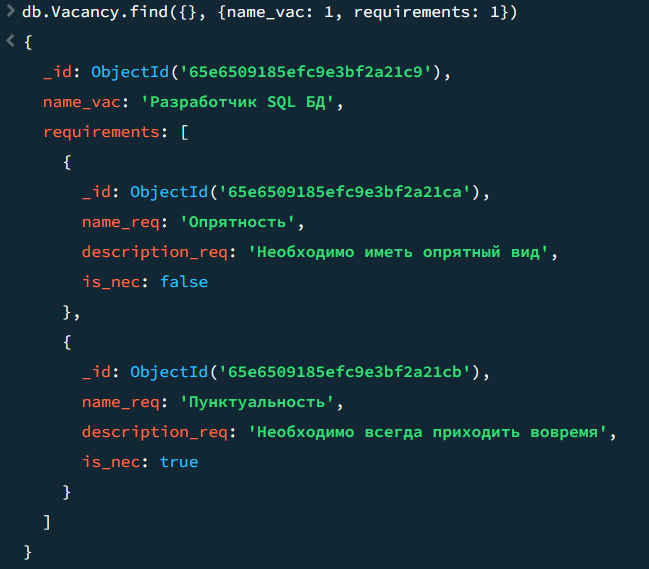 > db.Vacancy.find({}, {name_vac: 1, requirements: 1})
< {
_id: ObjectId('65e6509185efc9e3bf2a21c9'),
name_vac: 'Разработчик SQL БД',
requirements: [
{
_id: ObjectId('65e6509185efc9e3bf2a21ca'),
name_req: 'Опрятность',
description_req: 'Необходимо иметь опрятный вид',
is_nec: false
},
{
_id: ObjectId('65e6509185efc9e3bf2a21cb'),
name_req: 'Пунктуальность',
description_req: 'Необходимо всегда приходить вовремя',
is_nec: true
}
]
}